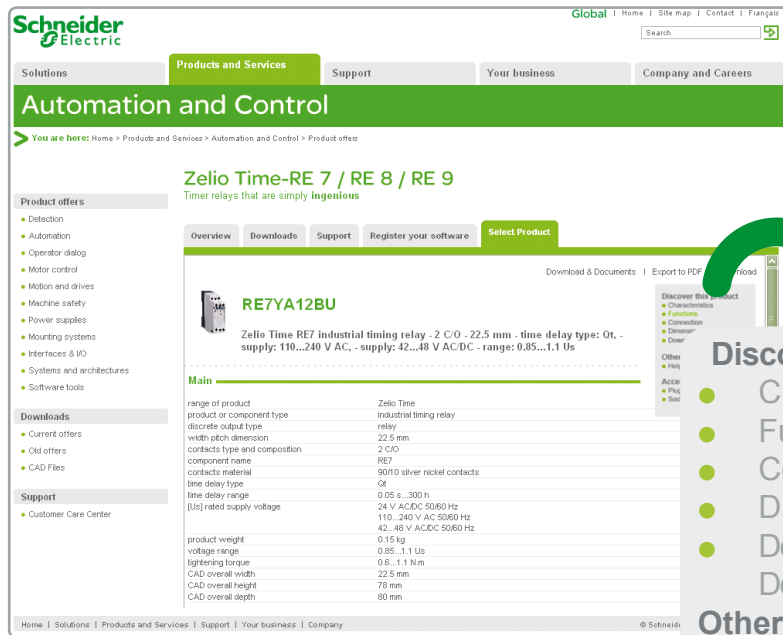 Global | Home | Site map | Contact | Français
Schneider
Electric
Search
Solutions
Products and Services
Support
Your business
Company and Careers
Automation and Control
You are here: Home > Products and Services > Automation and Control > Product offers
Zelio Time-RE 7 / RE 8 / RE 9
Timer relays that are simply ingenious
Product offers
Detection
Automation
Operator dialog
Motor control
Motion and drives
Machine safety
Power supplies
Mounting systems
Interfaces & I/O
Systems and architectures
Software tools
Downloads
Current offers
Old offers
CAD Files
Support
Customer Care Center
Overview
Downloads
Support
Register your software
Select Product
Download & Documents | Export to PDF
RE7YA12BU
Zelio Time RE7 industrial timing relay - 2 C/O - 22.5 mm - time delay type: Qt, -
supply: 110...240 V AC, - supply: 42...48 V AC/DC - range: 0.85...1.1 Us
Main
range of product Zelio Time
product or component type industrial timing relay
discrete output type relay
width pitch dimension 22.5 mm
contacts type and composition 2 C/O
component name RE7
contacts material 90/10 silver nickel contacts
time delay type Qt
time delay range 0.05 s...300 h
[Us] rated supply voltage 24 V AC/DC 50/60 Hz
110...240 V AC 50/60 Hz
42...48 V AC/DC 50/60 Hz
product weight 0.15 kg
voltage range 0.85...1.1 Us
tightening torque 0.6...1.1 N.m
CAD overall width 22.5 mm
CAD overall height 78 mm
CAD overall depth 80 mm
Discover this product
Characteristics
Functions
Connection
Other
Home | Solutions | Products and Services | Support | Your business | Company
©
Other